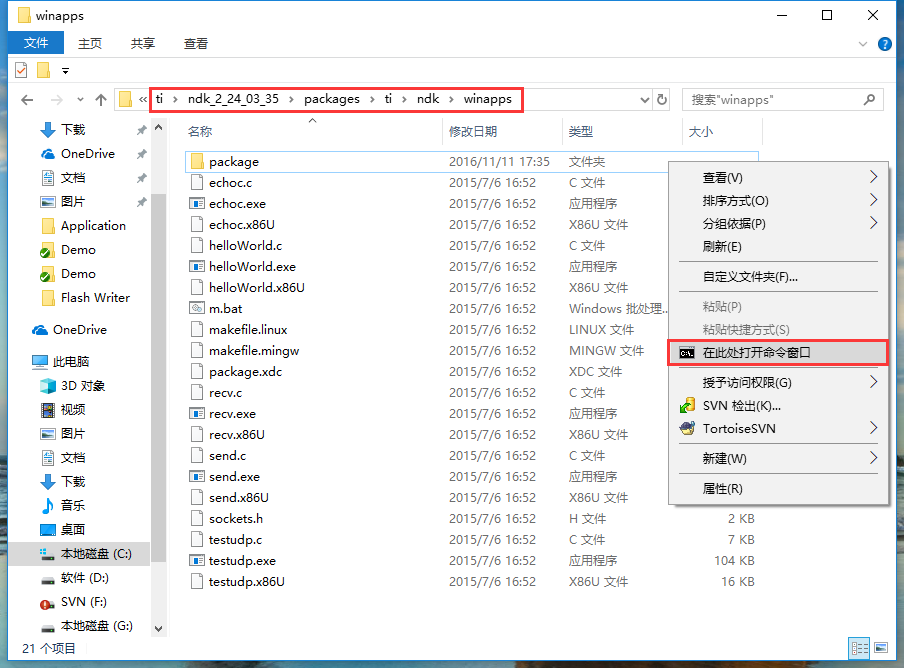 winapps
文件 主页 共享 查看
« ti › ndk_2_24_03_35 › packages › ti › ndk › winapps
搜索"winapps"
下载
OneDrive
文档
图片
Application
Demo
Demo
Flash Writer
OneDrive
此电脑
3D 对象
视频
图片
文档
下载
音乐
桌面
本地磁盘 (C:)
软件 (D:)
SVN (F:)
本地磁盘 (G:)
名称 修改日期 类型 大小
package 2016/11/11 17:35 文件夹
echoc.c 2015/7/6 16:52 C 文件
echoc.exe 2015/7/6 16:52 应用程序
echoc.x86U 2015/7/6 16:52 X86U 文件
helloWorld.c 2015/7/6 16:52 C 文件
helloWorld.exe 2015/7/6 16:52 应用程序
helloWorld.x86U 2015/7/6 16:52 X86U 文件
m.bat 2015/7/6 16:52 Windows 批处理...
makefile.linux 2015/7/6 16:52 LINUX 文件
makefile.mingw 2015/7/6 16:52 MINGW 文件
package.xdc 2015/7/6 16:52 XDC 文件
recv.c 2015/7/6 16:52 C 文件
recv.exe 2015/7/6 16:52 应用程序
recv.x86U 2015/7/6 16:52 X86U 文件
send.c 2015/7/6 16:52 C 文件
send.exe 2015/7/6 16:52 应用程序
send.x86U 2015/7/6 16:52 X86U 文件
sockets.h 2015/7/6 16:52 H 文件 2 KB
testudp.c 2015/7/6 16:52 C 文件 7 KB
testudp.exe 2015/7/6 16:52 应用程序 104 KB
testudp.x86U 2015/7/6 16:52 X86U 文件 16 KB
查看(V)
排序方式(O)
分组依据(P)
刷新(E)
自定义文件夹(F)...
粘贴(P)
粘贴快捷方式(S)
在此处打开命令窗口
授予访问权限(G)
SVN 检出(K)...
TortoiseSVN
新建(W)
属性(R)
21 个项目